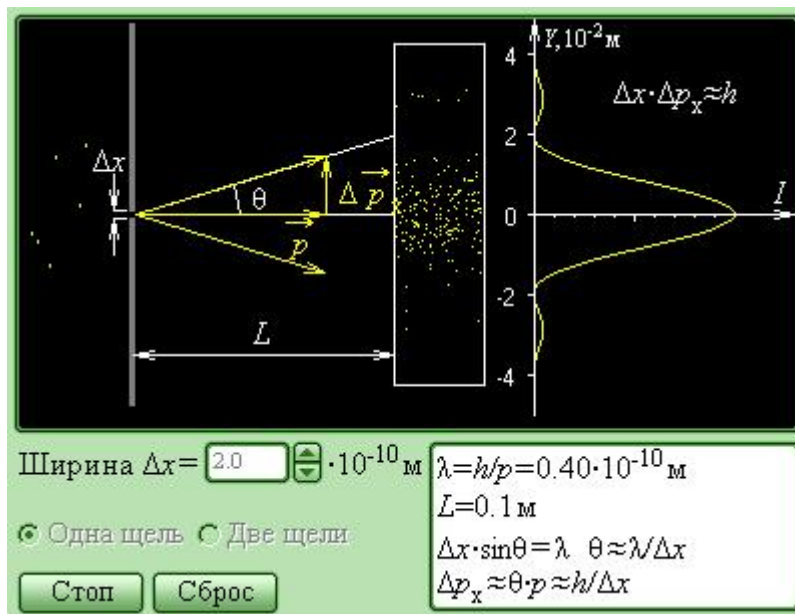 4
Y, 10⁻² м
Δx·Δpₓ≈h
2
Δx
θ
Δp
0
I
p
-2
L
-4
Ширина Δx= 2.0 ·10⁻¹⁰ м
Одна щель Две щели
Стоп Сброс
λ=h/p=0.40·10⁻¹⁰ м
L=0.1 м
Δx·sinθ=λ θ≈λ/Δx
Δpₓ≈θ·p≈h/Δx